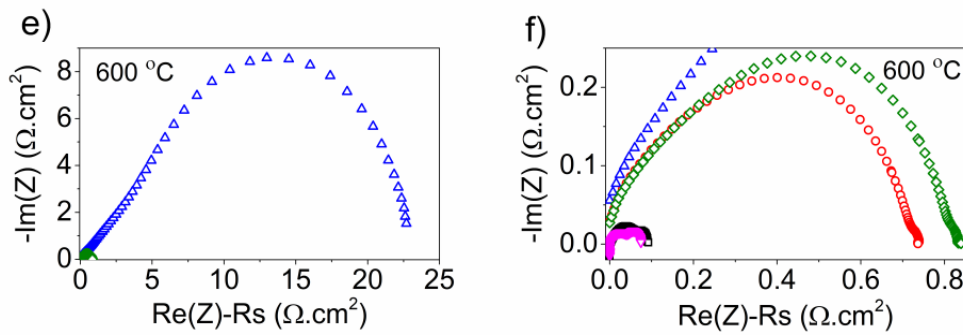 e)
600 °C
-Im(Z) (Ω.cm²)
8
6
4
2
0
0 5 10 15 20 25
Re(Z)-Rs (Ω.cm²)
f)
600 °C
-Im(Z) (Ω.cm²)
0.2
0.1
0.0
0.0 0.2 0.4 0.6 0.8
Re(Z)-Rs (Ω.cm²)